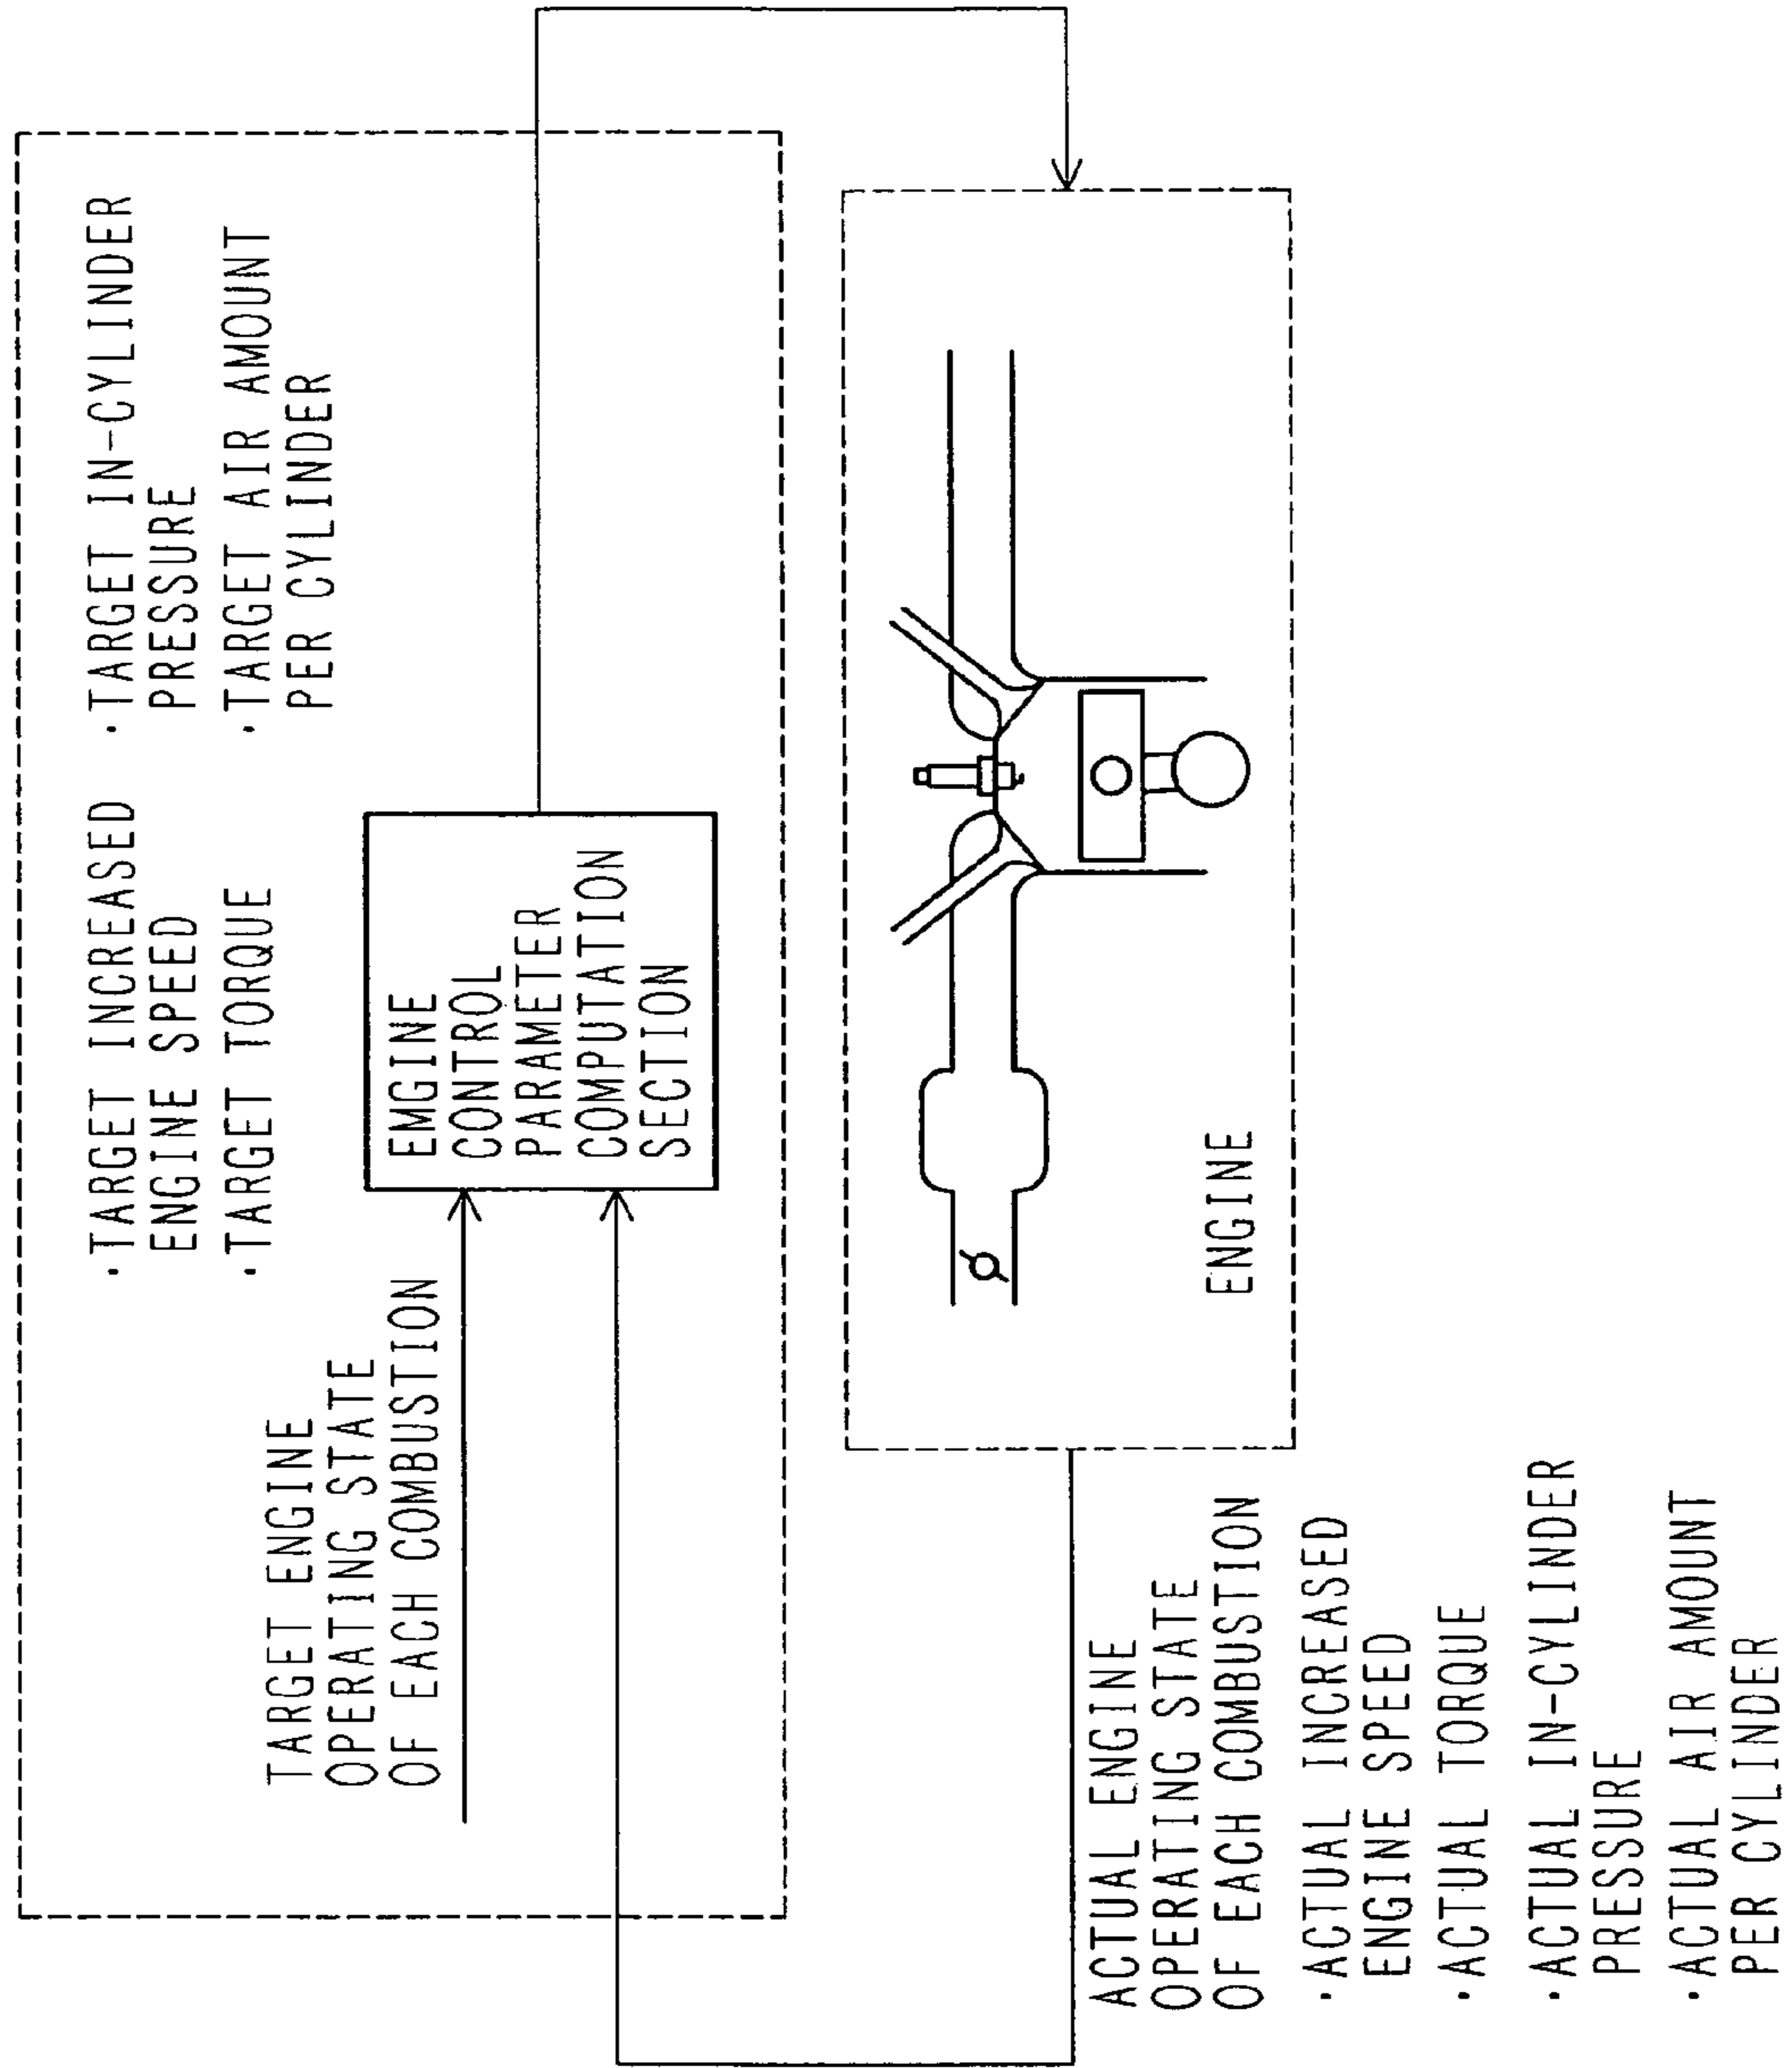 · TARGET INCREASED
ENGINE SPEED
· TARGET TORQUE
· TARGET IN-CYLINDER
PRESSURE
· TARGET AIR AMOUNT
PER CYLINDER
TARGET ENGINE
OPERATING STATE
OF EACH COMBUSTION
EMGINE
CONTROL
PARAMETER
COMPUTATION
SECTION
ENGINE
ACTUAL ENGINE
OPERATING STATE
OF EACH COMBUSTION
· ACTUAL INCREASED
ENGINE SPEED
· ACTUAL TORQUE
· ACTUAL IN-CYLINDER
PRESSURE
· ACTUAL AIR AMOUNT
PER CYLINDER